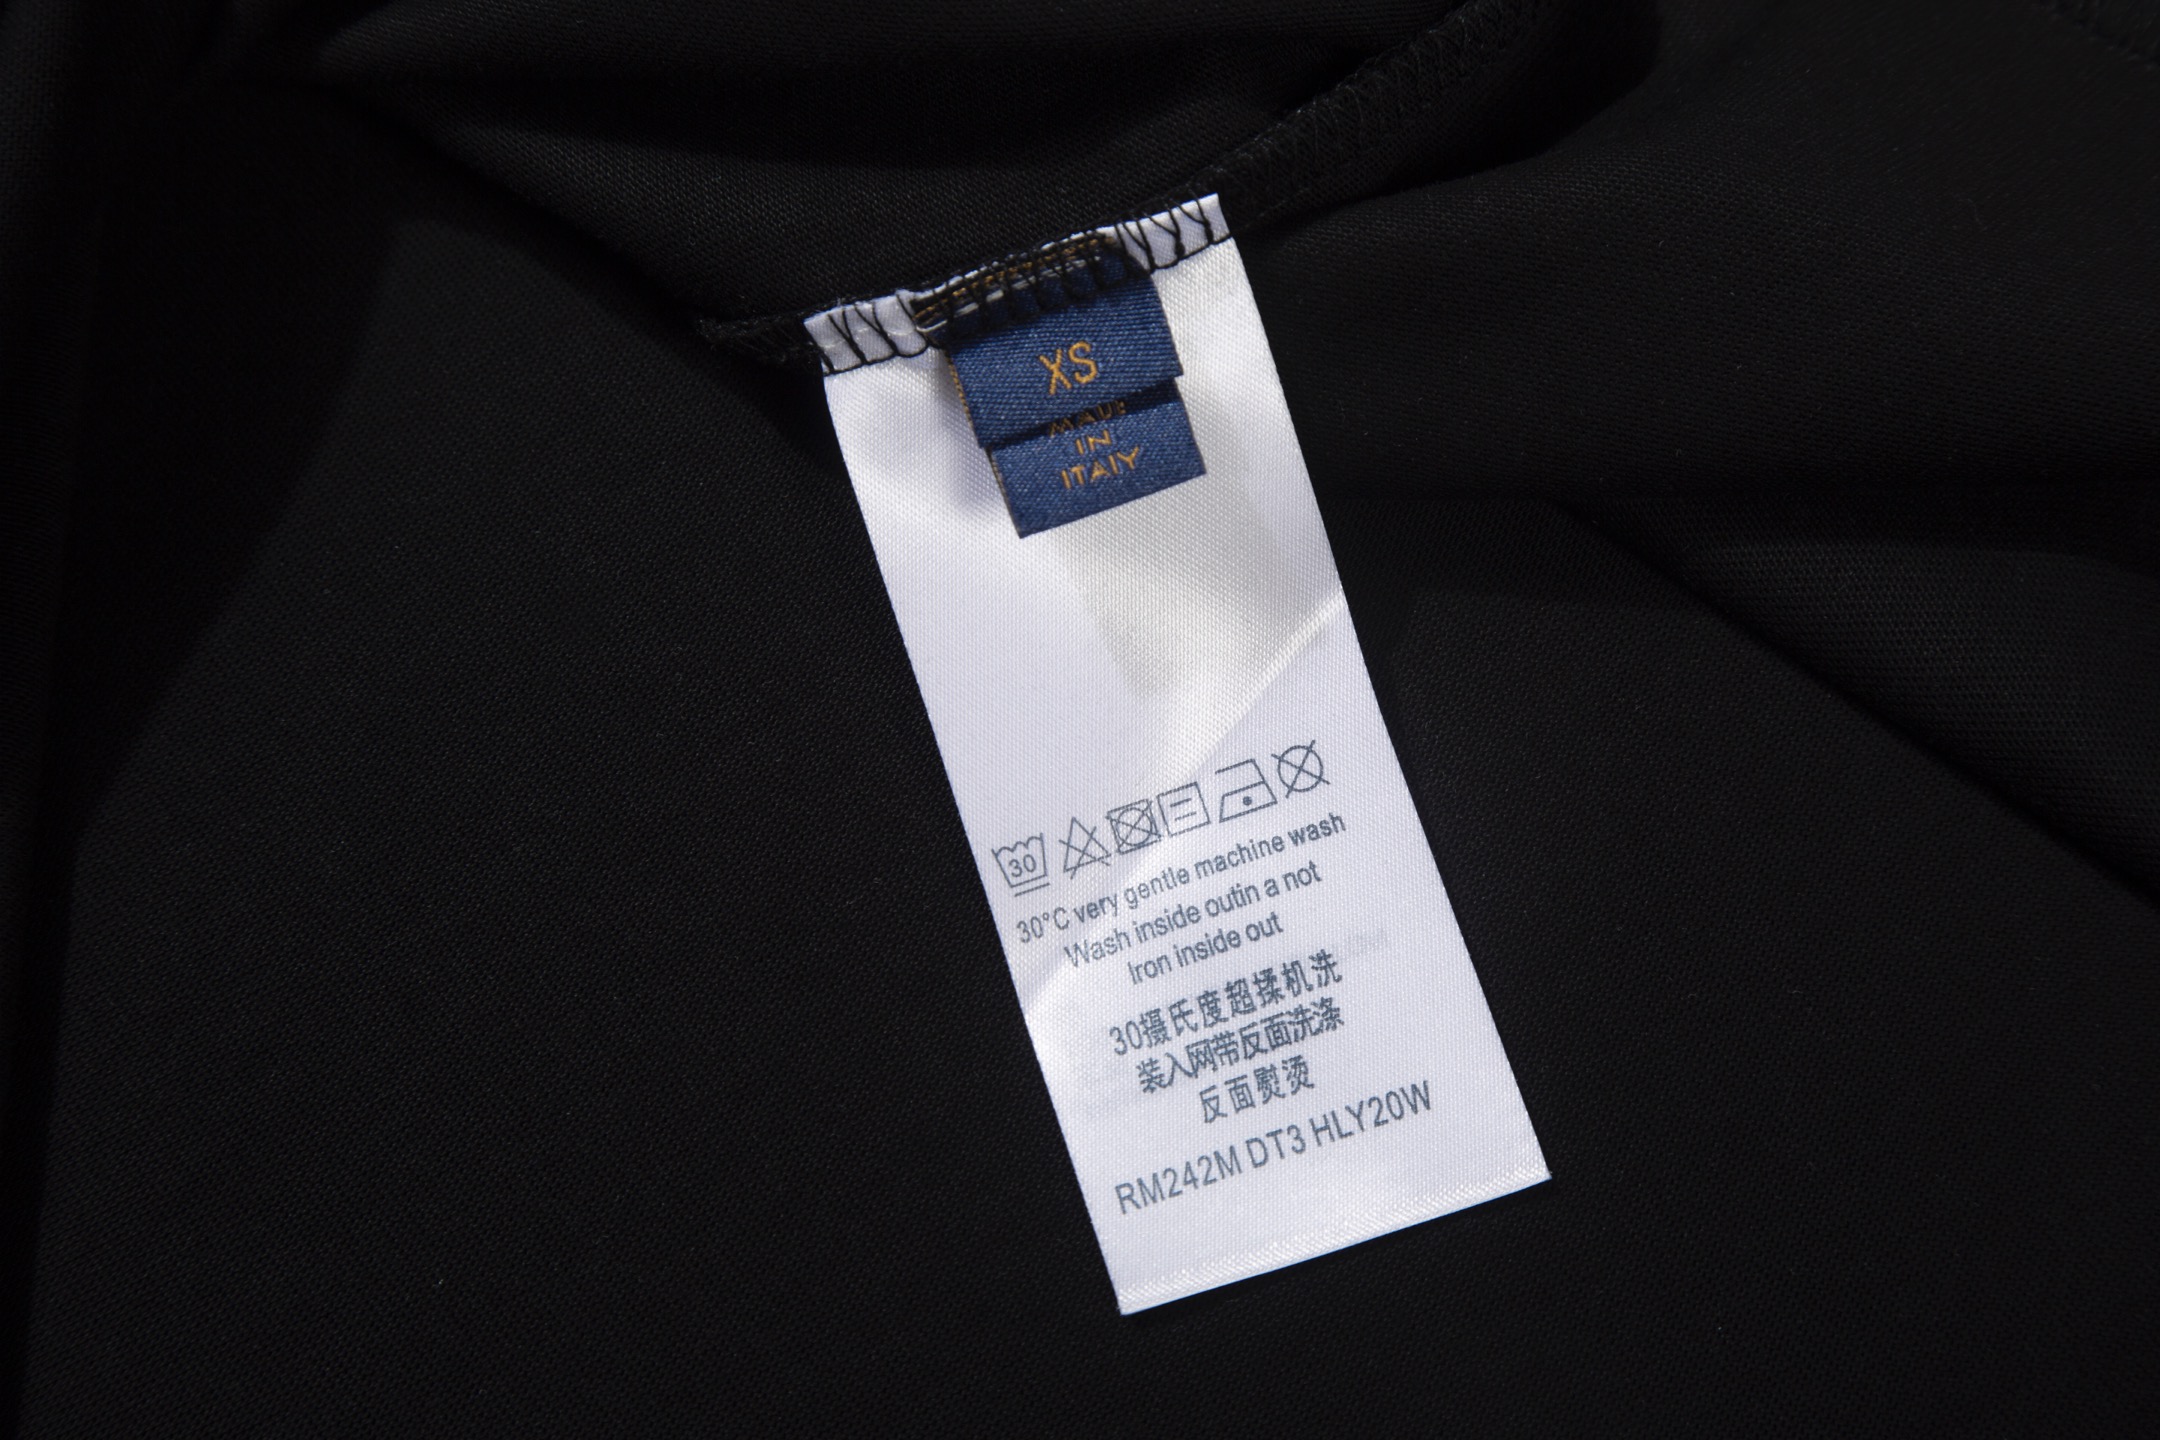 XS
MADE
IN
ITAIY
30
30°C very gentle machine wash
Wash inside outin a not
Iron inside out
30摄氏度超揉机洗
装入网带反面洗涤
反面熨烫
RM242M DT3 HLY20W